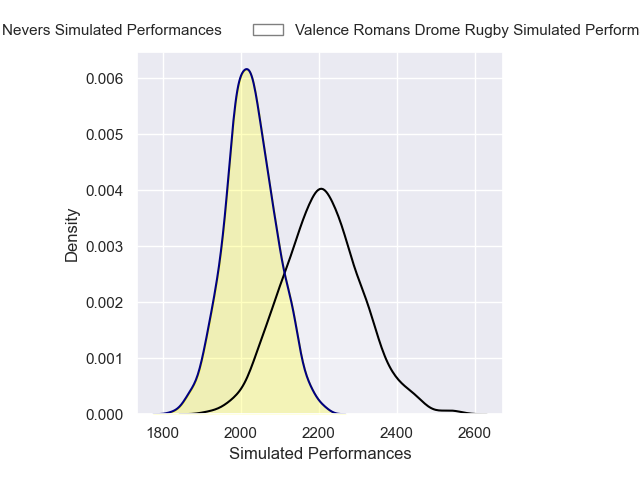 Nevers Simulated Performances
Valence Romans Drome Rugby Simulated Perform
0.006
0.005
0.004
0.003
0.002
0.001
0.000
Density
1800 2000 2200 2400 2600
Simulated Performances